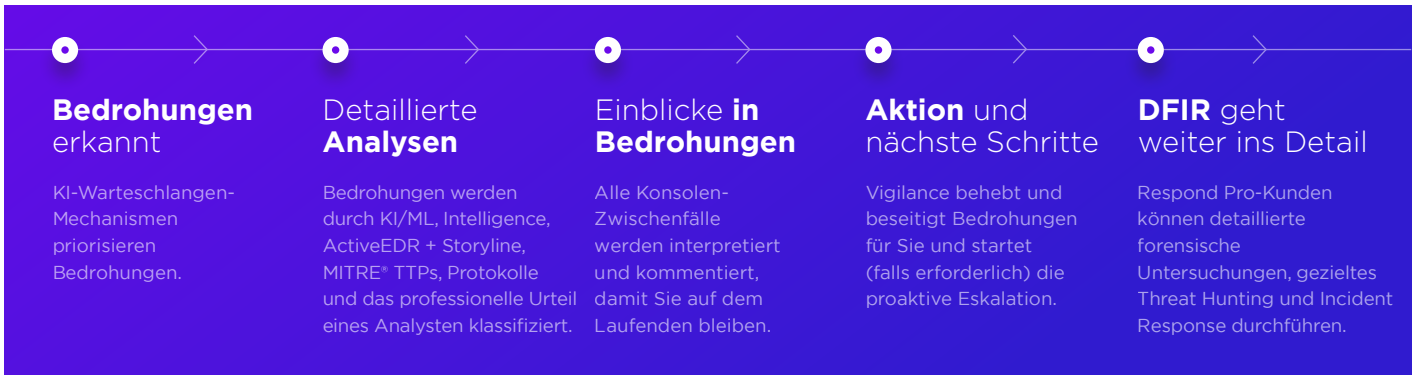 Bedrohungen
erkannt
KI-Warteschlangen-
Mechanismen
priorisieren
Bedrohungen.
Detaillierte
Analysen
Bedrohungen werden
durch KI/ML, Intelligence,
ActiveEDR + Storyline,
MITRE® TTPs, Protokolle
und das professionelle Urteil
eines Analysten klassifiziert.
Einblicke in
Bedrohungen
Alle Konsolen-
Zwischenfälle
werden interpretiert
und kommentiert,
damit Sie auf dem
Laufenden bleiben.
Aktion und
nächste Schritte
Vigilance behebt und
beseitigt Bedrohungen
für Sie und startet
(falls erforderlich) die
proaktive Eskalation.
DFIR geht
weiter ins Detail
Respond Pro-Kunden
können detaillierte
forensische
Untersuchungen, gezieltes
Threat Hunting und Incident
Response durchführen.